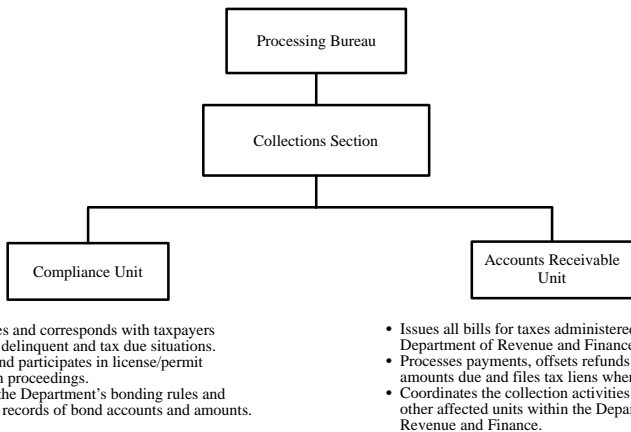 Processing Bureau
Collections Section
Compliance Unit
Accounts Receivable
Unit
es and corresponds with taxpayers
delinquent and tax due situations.
nd participates in license/permit
n proceedings.
the Department's bonding rules and
records of bond accounts and amounts.
• Issues all bills for taxes administered
Department of Revenue and Finance
• Processes payments, offsets refunds
amounts due and files tax liens when
• Coordinates the collection activities
other affected units within the Depar
Revenue and Finance.